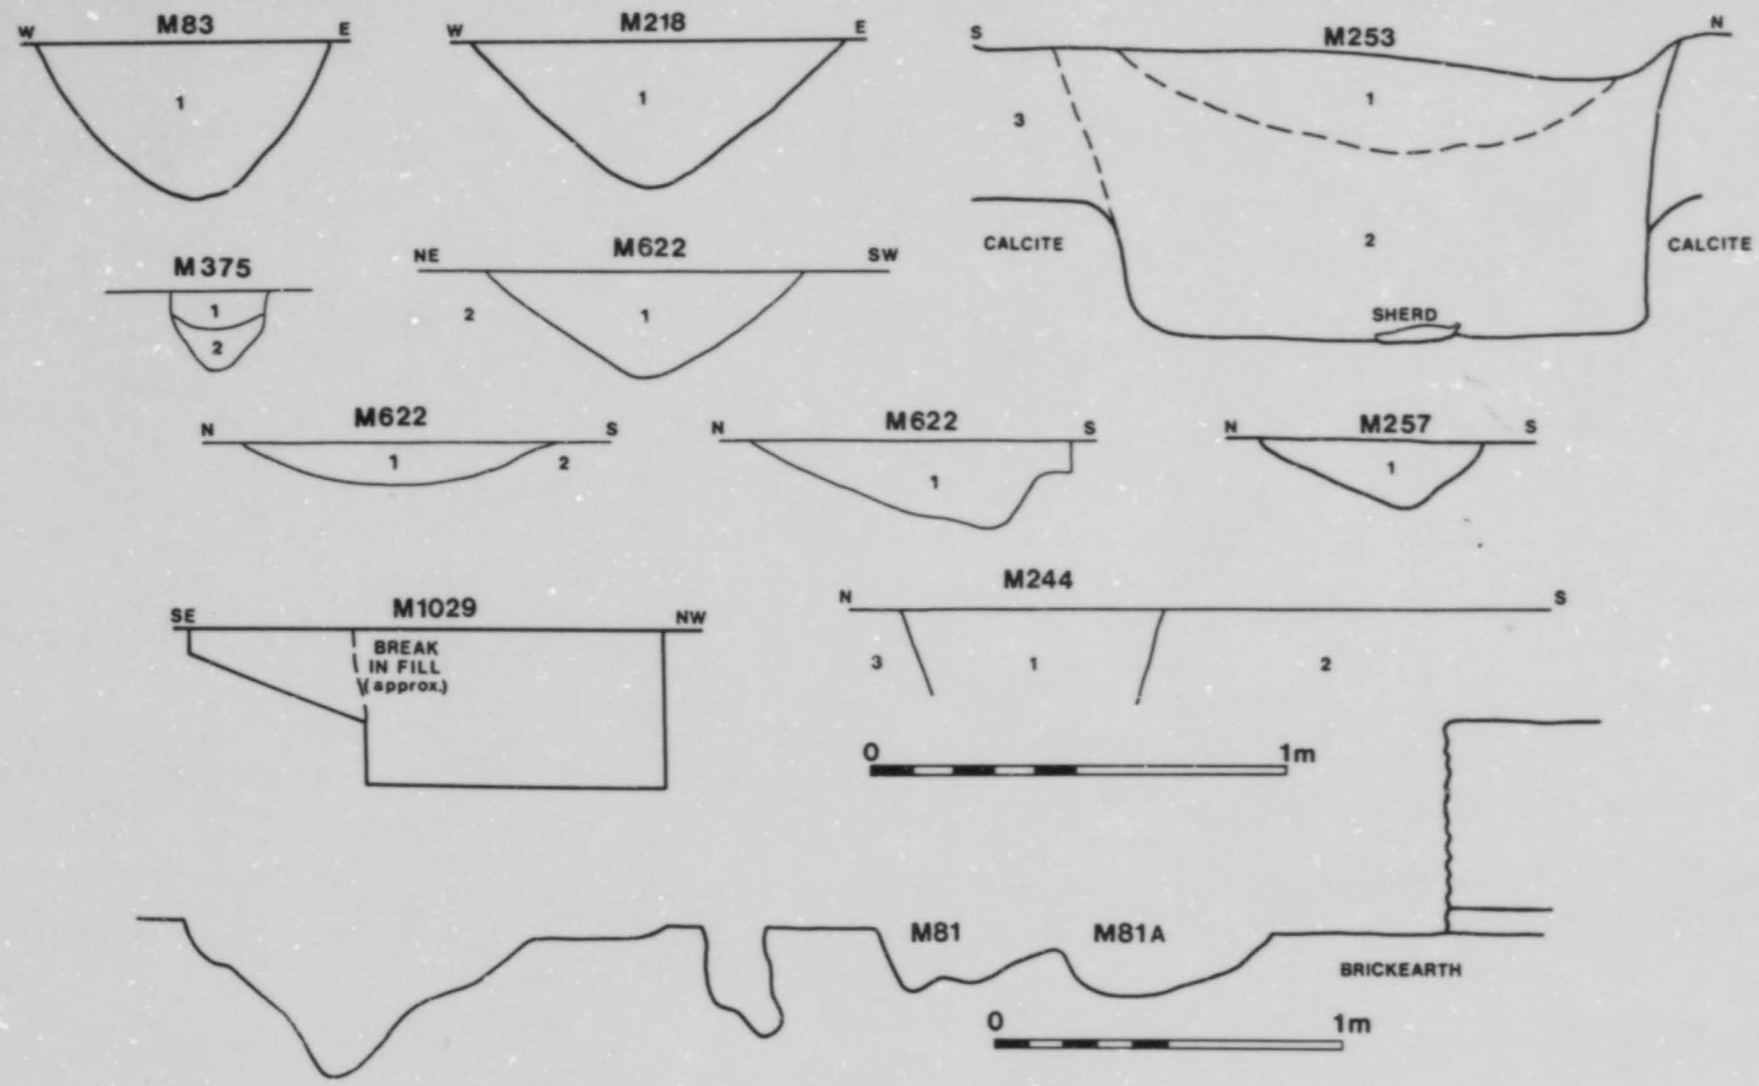 W M83 E
1
W M218 E
1
S M253 N
1
3
2
CALCITE
CALCITE
SHERD
M375
1
2
NE M622 SW
2 1
N M622 S
1 2
N M622 S
1
N M257 S
1
SE M1029 NW
BREAK
IN FILL
(approx.)
N M244 S
3 1 2
0 1m
M81 M81A
BRICKEARTH
0 1m